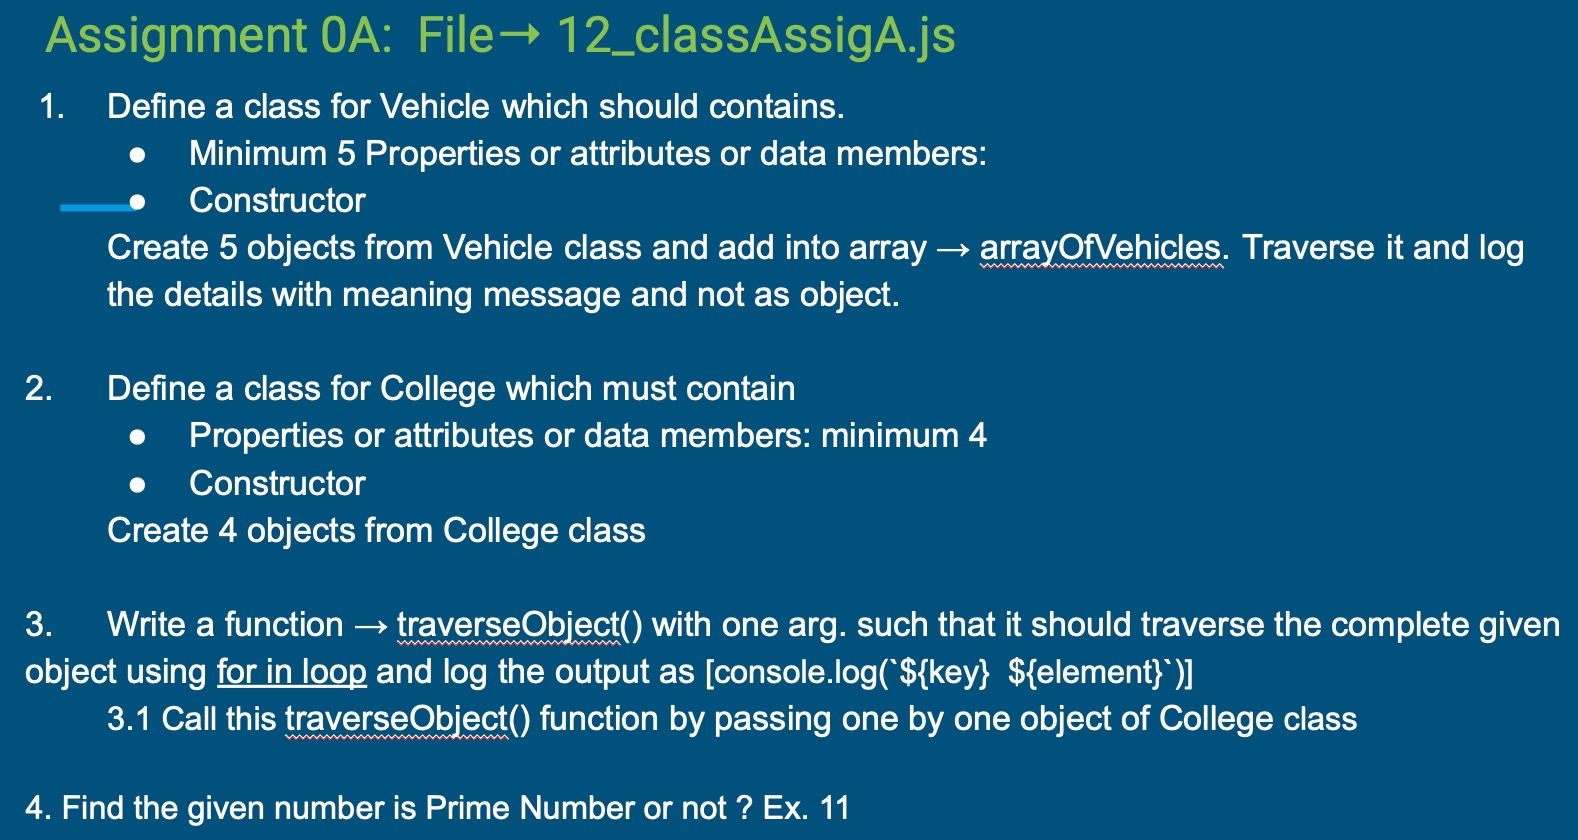 Assignment 0A: File→ 12_classAssigA.js
1. Define a class for Vehicle which should contains.
● Minimum 5 Properties or attributes or data members:
● Constructor
Create 5 objects from Vehicle class and add into array → arrayOfVehicles. Traverse it and log
the details with meaning message and not as object.
2. Define a class for College which must contain
● Properties or attributes or data members: minimum 4
● Constructor
Create 4 objects from College class
3. Write a function → traverseObject() with one arg. such that it should traverse the complete given
object using for in loop and log the output as [console.log(`${key}  ${element}`)]
3.1 Call this traverseObject() function by passing one by one object of College class
4. Find the given number is Prime Number or not ? Ex. 11